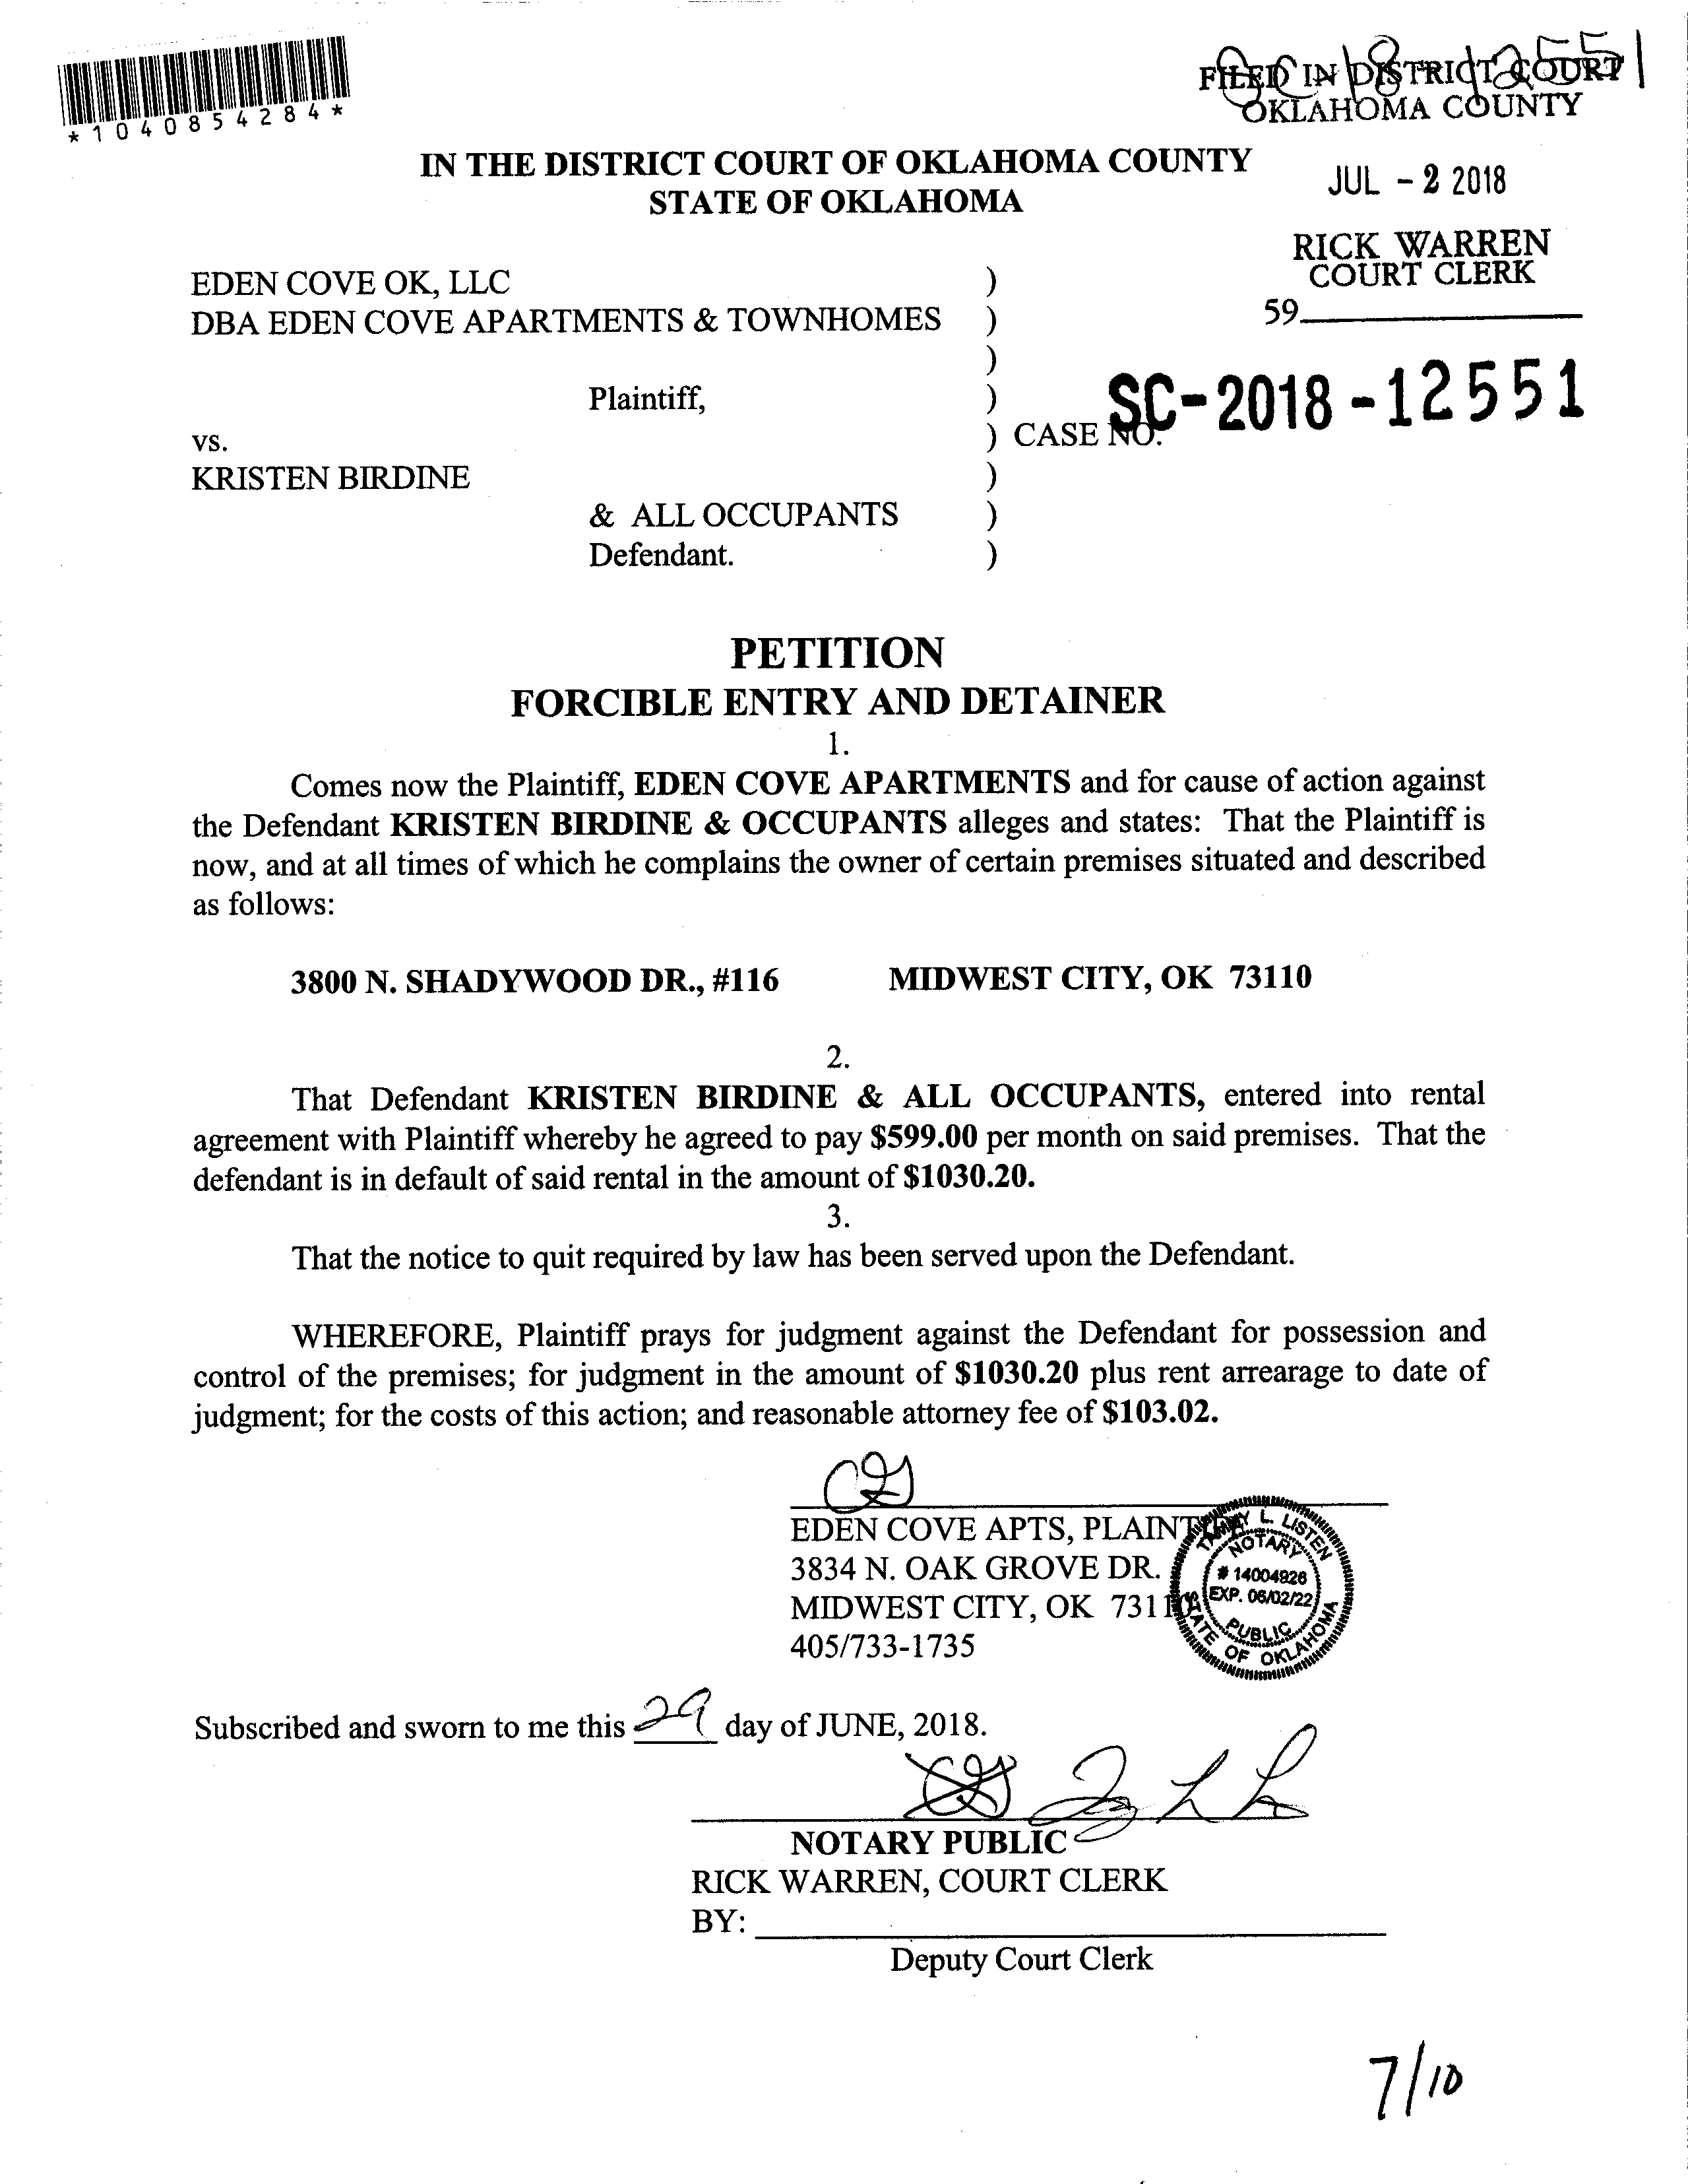 *1040854284*
SC 18 12551
FILED IN DISTRICT COURT
OKLAHOMA COUNTY
IN THE DISTRICT COURT OF OKLAHOMA COUNTY
STATE OF OKLAHOMA
JUL - 2 2018
RICK WARREN
COURT CLERK
59
EDEN COVE OK, LLC )
DBA EDEN COVE APARTMENTS & TOWNHOMES )
)
Plaintiff, )
vs. ) CASE NO. SC-2018-12551
KRISTEN BIRDINE )
& ALL OCCUPANTS )
Defendant. )
PETITION
FORCIBLE ENTRY AND DETAINER
1.
Comes now the Plaintiff, EDEN COVE APARTMENTS and for cause of action against
the Defendant KRISTEN BIRDINE & OCCUPANTS alleges and states: That the Plaintiff is
now, and at all times of which he complains the owner of certain premises situated and described
as follows:
3800 N. SHADYWOOD DR., #116 MIDWEST CITY, OK 73110
2.
That Defendant KRISTEN BIRDINE & ALL OCCUPANTS, entered into rental
agreement with Plaintiff whereby he agreed to pay $599.00 per month on said premises. That the
defendant is in default of said rental in the amount of $1030.20.
3.
That the notice to quit required by law has been served upon the Defendant.
WHEREFORE, Plaintiff prays for judgment against the Defendant for possession and
control of the premises; for judgment in the amount of $1030.20 plus rent arrearage to date of
judgment; for the costs of this action; and reasonable attorney fee of $103.02.
EDEN COVE APTS, PLAINTIFF
3834 N. OAK GROVE DR.
MIDWEST CITY, OK 73110
405/733-1735
L. LISTEN
NOTARY
# 14004926
EXP. 06/02/22
PUBLIC
STATE OF OKLAHOMA
Subscribed and sworn to me this 29 day of JUNE, 2018.
NOTARY PUBLIC
RICK WARREN, COURT CLERK
BY:
Deputy Court Clerk
7/10